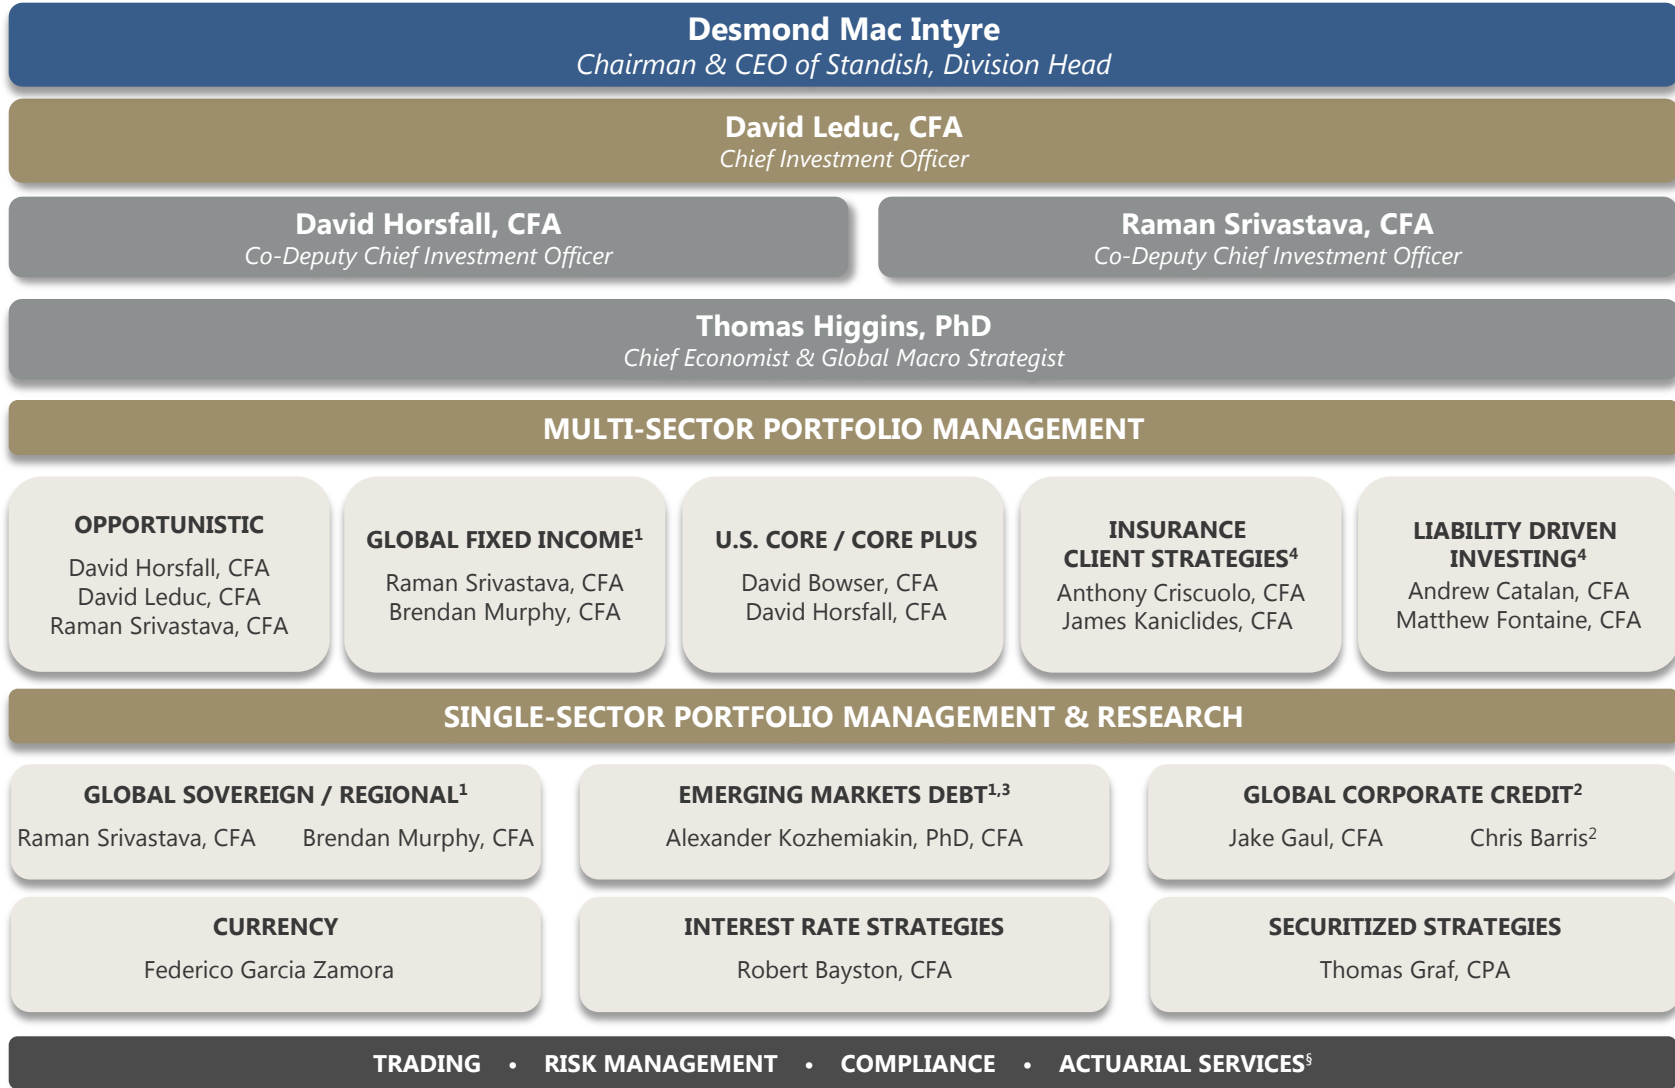 Desmond Mac Intyre
Chairman & CEO of Standish, Division Head
David Leduc, CFA
Chief Investment Officer
David Horsfall, CFA
Co-Deputy Chief Investment Officer
Raman Srivastava, CFA
Co-Deputy Chief Investment Officer
Thomas Higgins, PhD
Chief Economist & Global Macro Strategist
MULTI-SECTOR PORTFOLIO MANAGEMENT
OPPORTUNISTIC
David Horsfall, CFA
David Leduc, CFA
Raman Srivastava, CFA
GLOBAL FIXED INCOME¹
Raman Srivastava, CFA
Brendan Murphy, CFA
U.S. CORE / CORE PLUS
David Bowser, CFA
David Horsfall, CFA
INSURANCE
CLIENT STRATEGIES⁴
Anthony Criscuolo, CFA
James Kaniclides, CFA
LIABILITY DRIVEN
INVESTING⁴
Andrew Catalan, CFA
Matthew Fontaine, CFA
SINGLE-SECTOR PORTFOLIO MANAGEMENT & RESEARCH
GLOBAL SOVEREIGN / REGIONAL¹
Raman Srivastava, CFA Brendan Murphy, CFA
EMERGING MARKETS DEBT¹,³
Alexander Kozhemiakin, PhD, CFA
GLOBAL CORPORATE CREDIT²
Jake Gaul, CFA Chris Barris²
CURRENCY
Federico Garcia Zamora
INTEREST RATE STRATEGIES
Robert Bayston, CFA
SECURITIZED STRATEGIES
Thomas Graf, CPA
TRADING • RISK MANAGEMENT • COMPLIANCE • ACTUARIAL SERVICES§